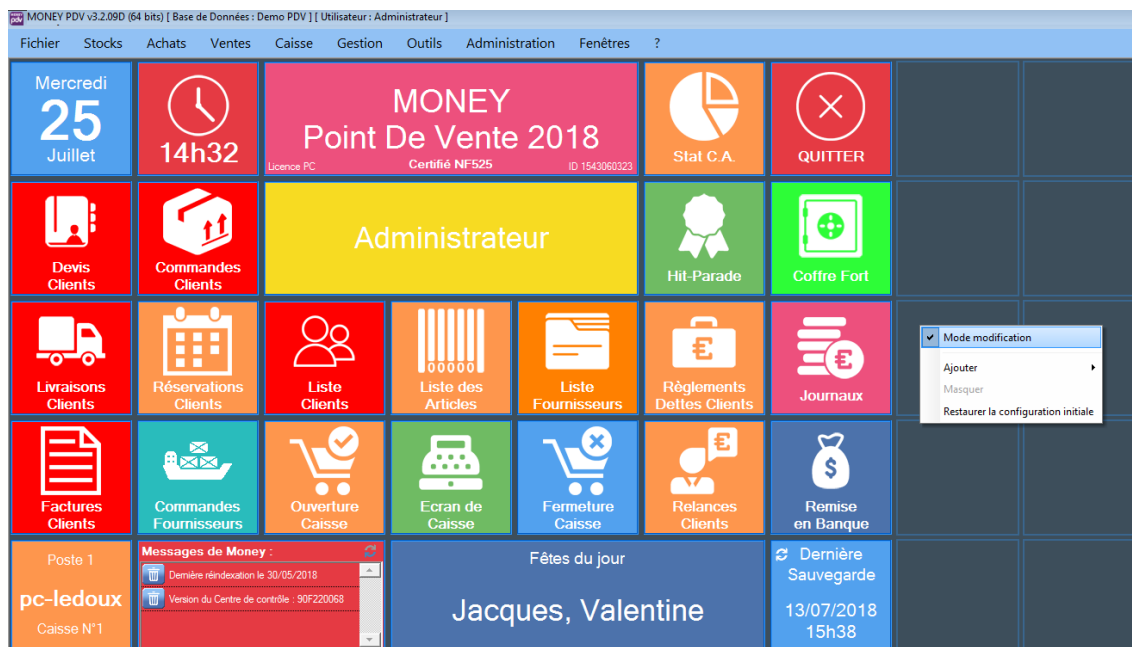 MONEY PDV v3.2.09D (64 bits) [ Base de Données : Demo PDV ] [ Utilisateur : Administrateur ]
Fichier Stocks Achats Ventes Caisse Gestion Outils Administration Fenêtres ?
Mercredi
25
Juillet
14h32
MONEY
Point De Vente 2018
Licence PC Certifié NF525 ID 1543060323
Stat C.A.
QUITTER
Devis
Clients
Commandes
Clients
Administrateur
Hit-Parade
Coffre Fort
Livraisons
Clients
Réservations
Clients
Liste
Clients
Liste des
Articles
Liste
Fournisseurs
Règlements
Dettes Clients
Journaux
Mode modification
Ajouter
Masquer
Restaurer la configuration initiale
Factures
Clients
Commandes
Fournisseurs
Ouverture
Caisse
Ecran de
Caisse
Fermeture
Caisse
Relances
Clients
Remise
en Banque
Poste 1
pc-ledoux
Caisse N°1
Messages de Money :
Dernière réindexation le 30/05/2018
Version du Centre de contrôle : 90F220068
Fêtes du jour
Jacques, Valentine
Dernière
Sauvegarde
13/07/2018
15h38